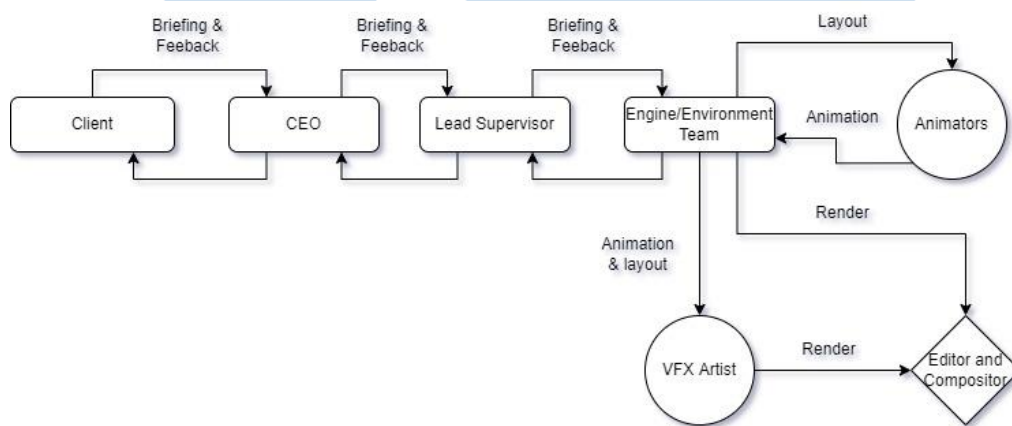 Briefing &
Feeback
Briefing &
Feeback
Briefing &
Feeback
Layout
Client
CEO
Lead Supervisor
Engine/Environment
Team
Animation
Animators
Render
Animation
& layout
VFX Artist
Render
Editor and
Compositor